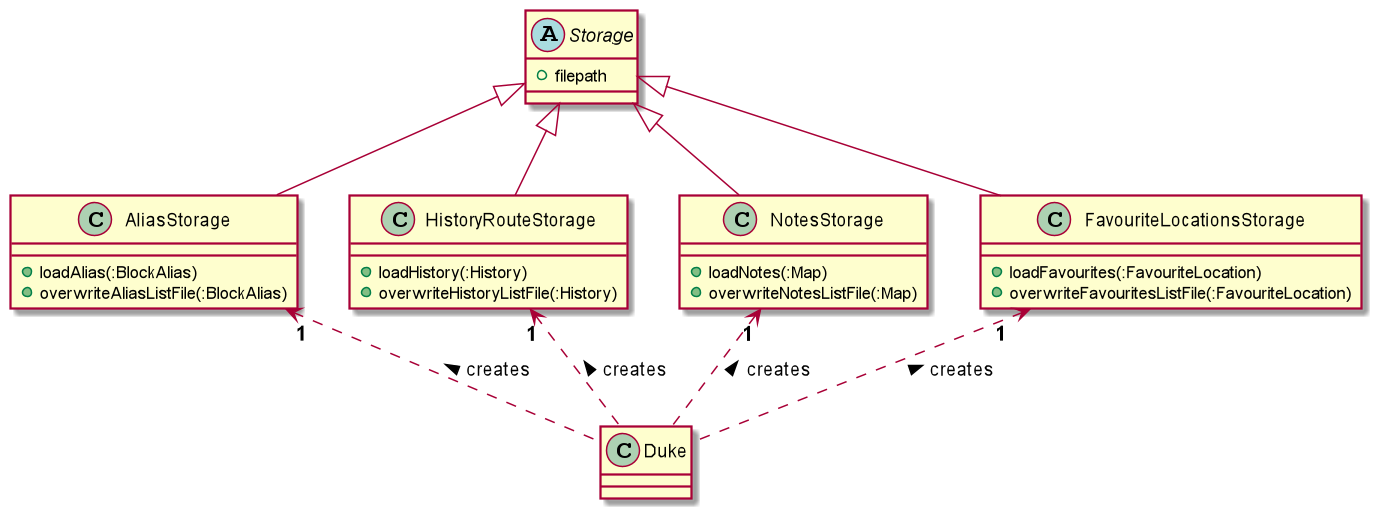 A Storage
filepath
C AliasStorage
loadAlias(:BlockAlias)
overwriteAliasListFile(:BlockAlias)
C HistoryRouteStorage
loadHistory(:History)
overwriteHistoryListFile(:History)
C NotesStorage
loadNotes(:Map)
overwriteNotesListFile(:Map)
C FavouriteLocationsStorage
loadFavourites(:FavouriteLocation)
overwriteFavouritesListFile(:FavouriteLocation)
1
1
1
1
creates
creates
creates
creates
C Duke